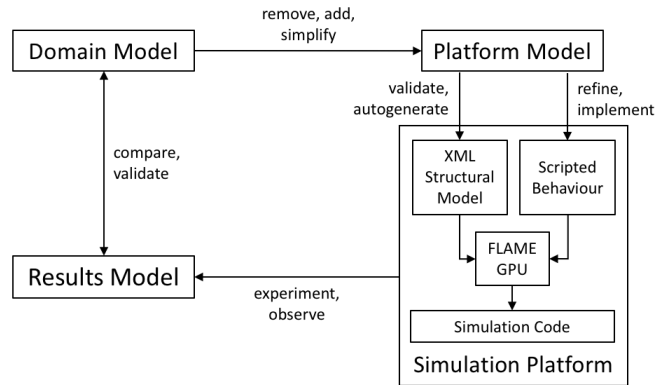 remove, add,
simplify
Domain Model
Platform Model
validate,
autogenerate
refine,
implement
XML
Structural
Model
Scripted
Behaviour
compare,
validate
FLAME
GPU
Results Model
experiment,
observe
Simulation Code
Simulation Platform